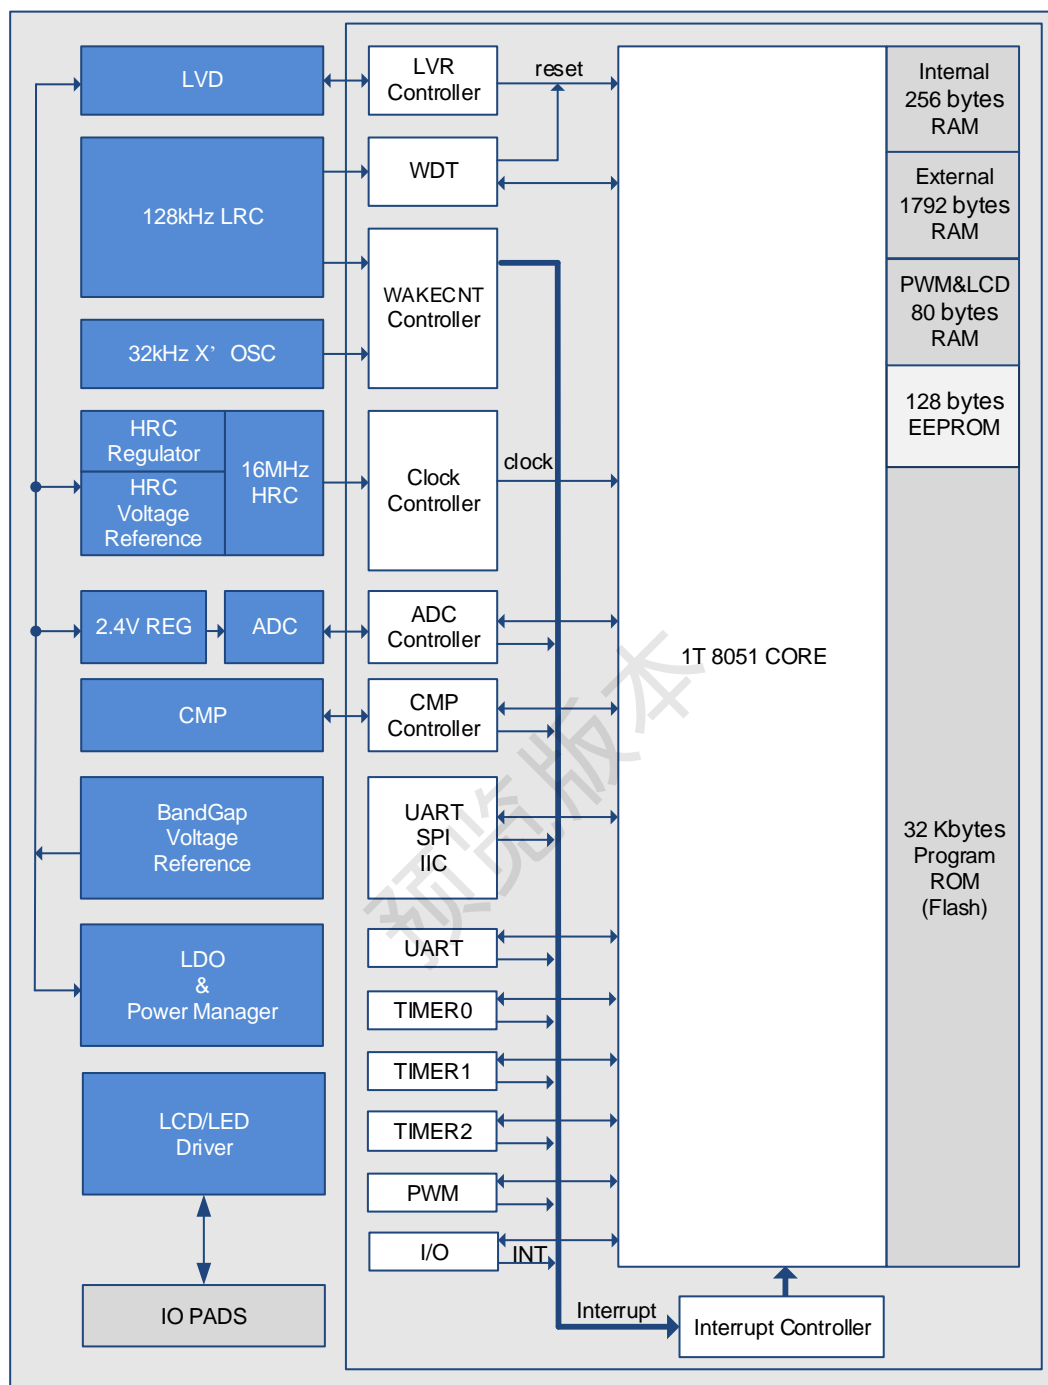 LVD
128kHz LRC
32kHz X’ OSC
HRC
Regulator
HRC
Voltage
Reference
16MHz
HRC
2.4V REG
ADC
CMP
BandGap
Voltage
Reference
LDO
&
Power Manager
LCD/LED
Driver
IO PADS
LVR
Controller
WDT
WAKECNT
Controller
Clock
Controller
ADC
Controller
CMP
Controller
UART
SPI
IIC
UART
TIMER0
TIMER1
TIMER2
PWM
I/O
reset
clock
INT
Interrupt
Interrupt Controller
1T 8051 CORE
Internal
256 bytes
RAM
External
1792 bytes
RAM
PWM&LCD
80 bytes
RAM
128 bytes
EEPROM
32 Kbytes
Program
ROM
(Flash)
预览版本